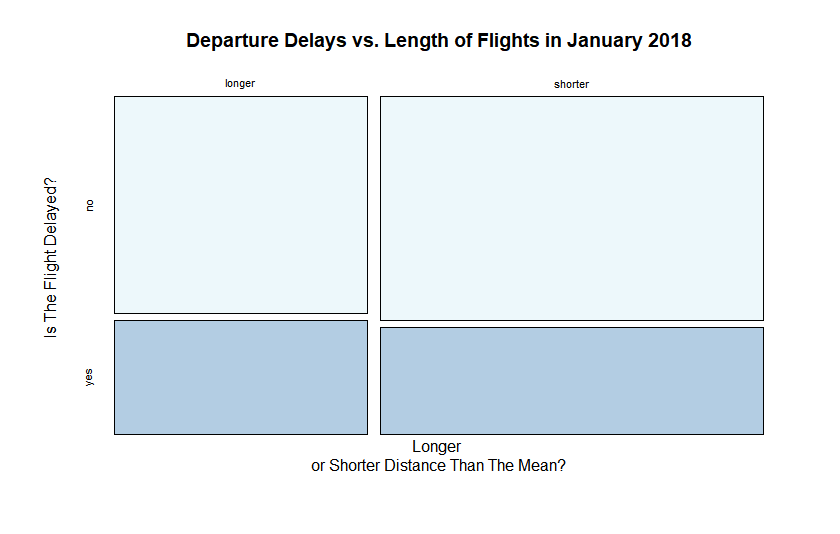 Departure Delays vs. Length of Flights in January 2018
longer
shorter
Is The Flight Delayed?
no
yes
Longer
or Shorter Distance Than The Mean?